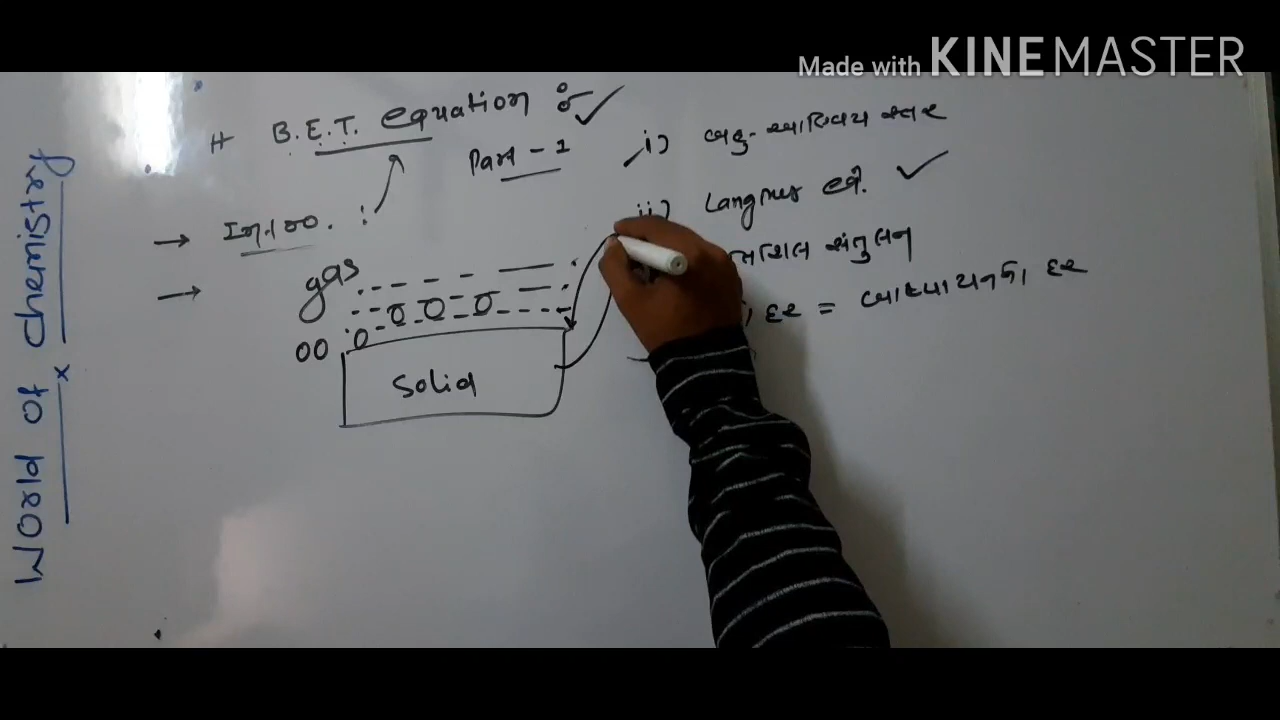 Made with KINEMASTER
World of chemistry
# B.E.T. equation :-
Part - 1
→ Intro. :
gas
Solid
i) બહુ-આણ્વિય સ્તર
ii) Langmuir
સંતુલન
દર = બાષ્પાયનનો દર